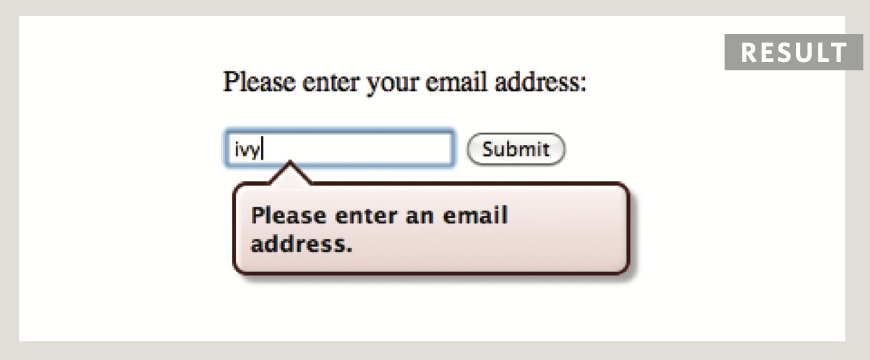 RESULT
Please enter your email address:
ivy
Submit
Please enter an email
address.